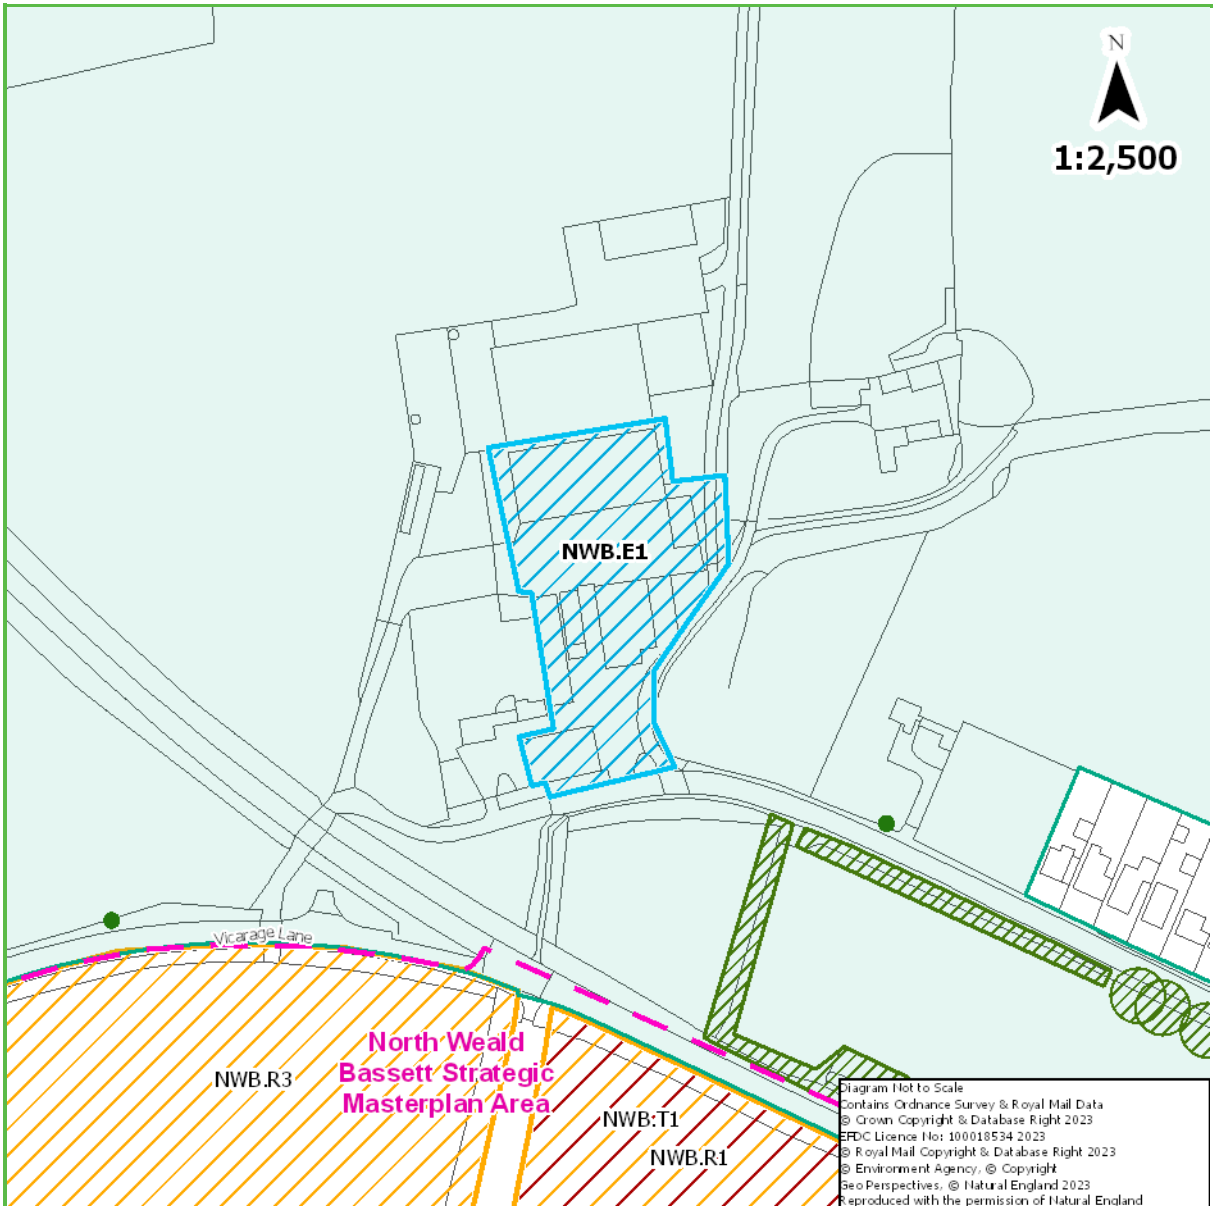 N
1:2,500
NWB.E1
Vicarage Lane
North Weald
Bassett Strategic
Masterplan Area
NWB.R3
NWB.T1
NWB.R1
Diagram Not to Scale
Contains Ordnance Survey & Royal Mail Data
© Crown Copyright & Database Right 2023
EFDC Licence No: 100018534 2023
© Royal Mail Copyright & Database Right 2023
© Environment Agency, © Copyright
Geo Perspectives, © Natural England 2023
Reproduced with the permission of Natural England